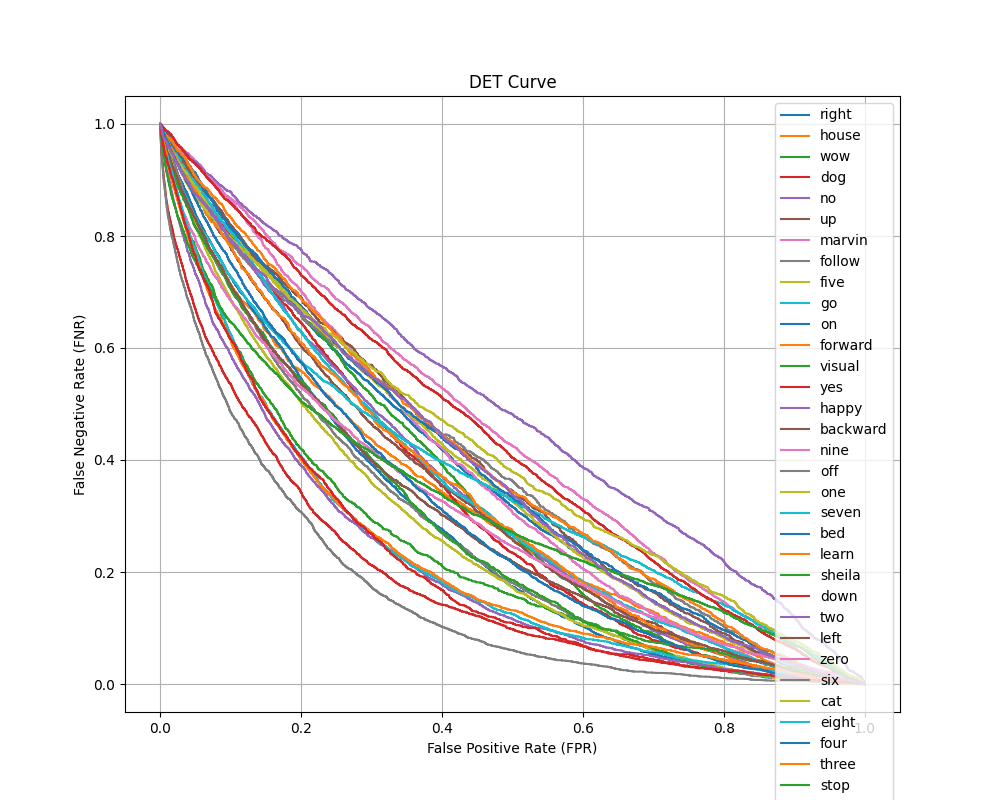 DET Curve
False Negative Rate (FNR)
1.0
0.8
0.6
0.4
0.2
0.0
0.0 0.2 0.4 0.6 0.8 1.0
False Positive Rate (FPR)
right
house
wow
dog
no
up
marvin
follow
five
go
on
forward
visual
yes
happy
backward
nine
off
one
seven
bed
learn
sheila
down
two
left
zero
six
cat
eight
four
three
stop